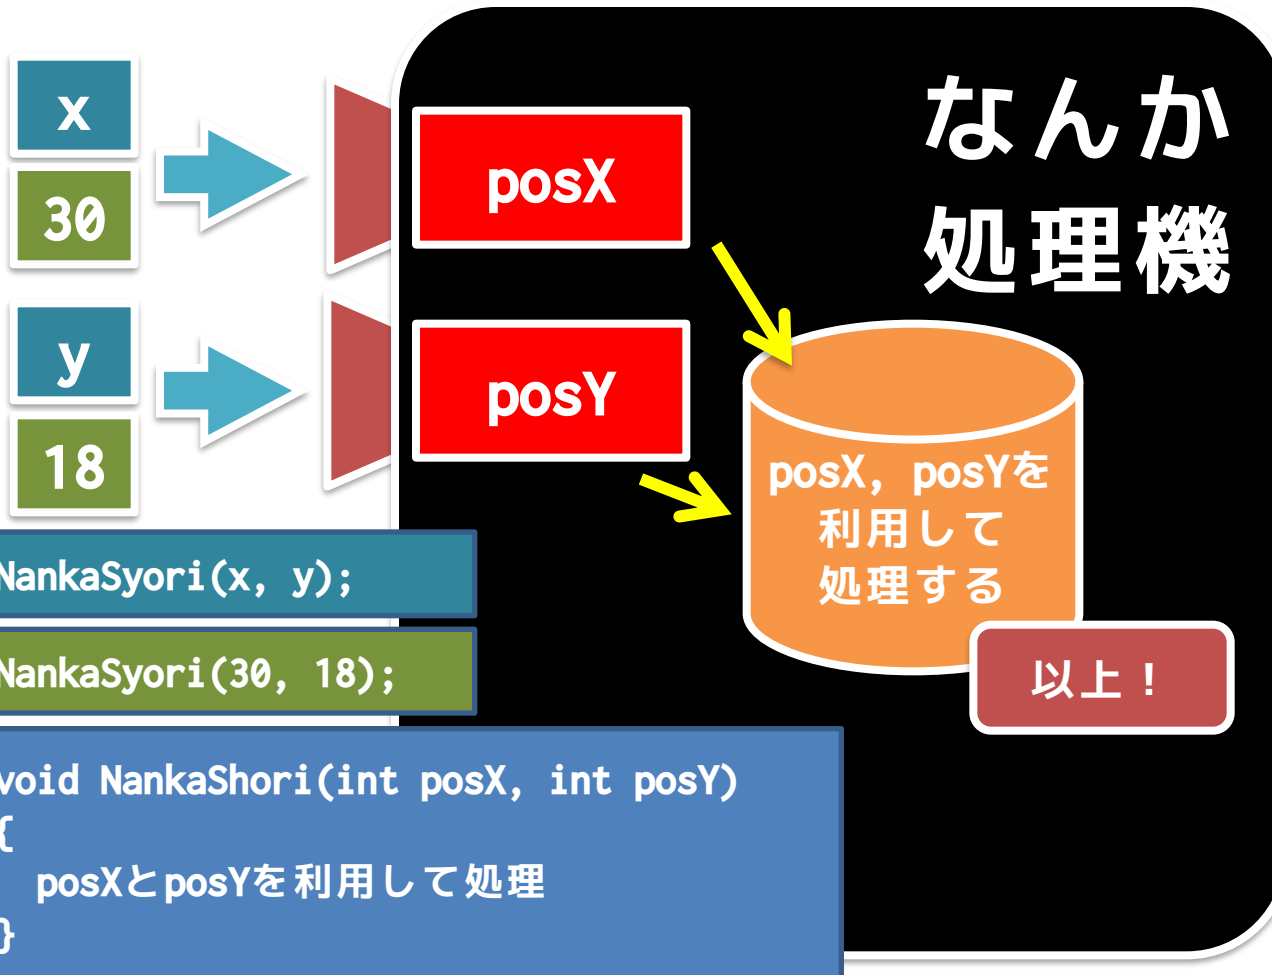 x
30
y
18
posX
posY
なんか
処理機
posX, posYを
利用して
処理する
以上！
NankaSyori(x, y);
NankaSyori(30, 18);
void NankaShori(int posX, int posY)
{
posXとposYを利用して処理
}